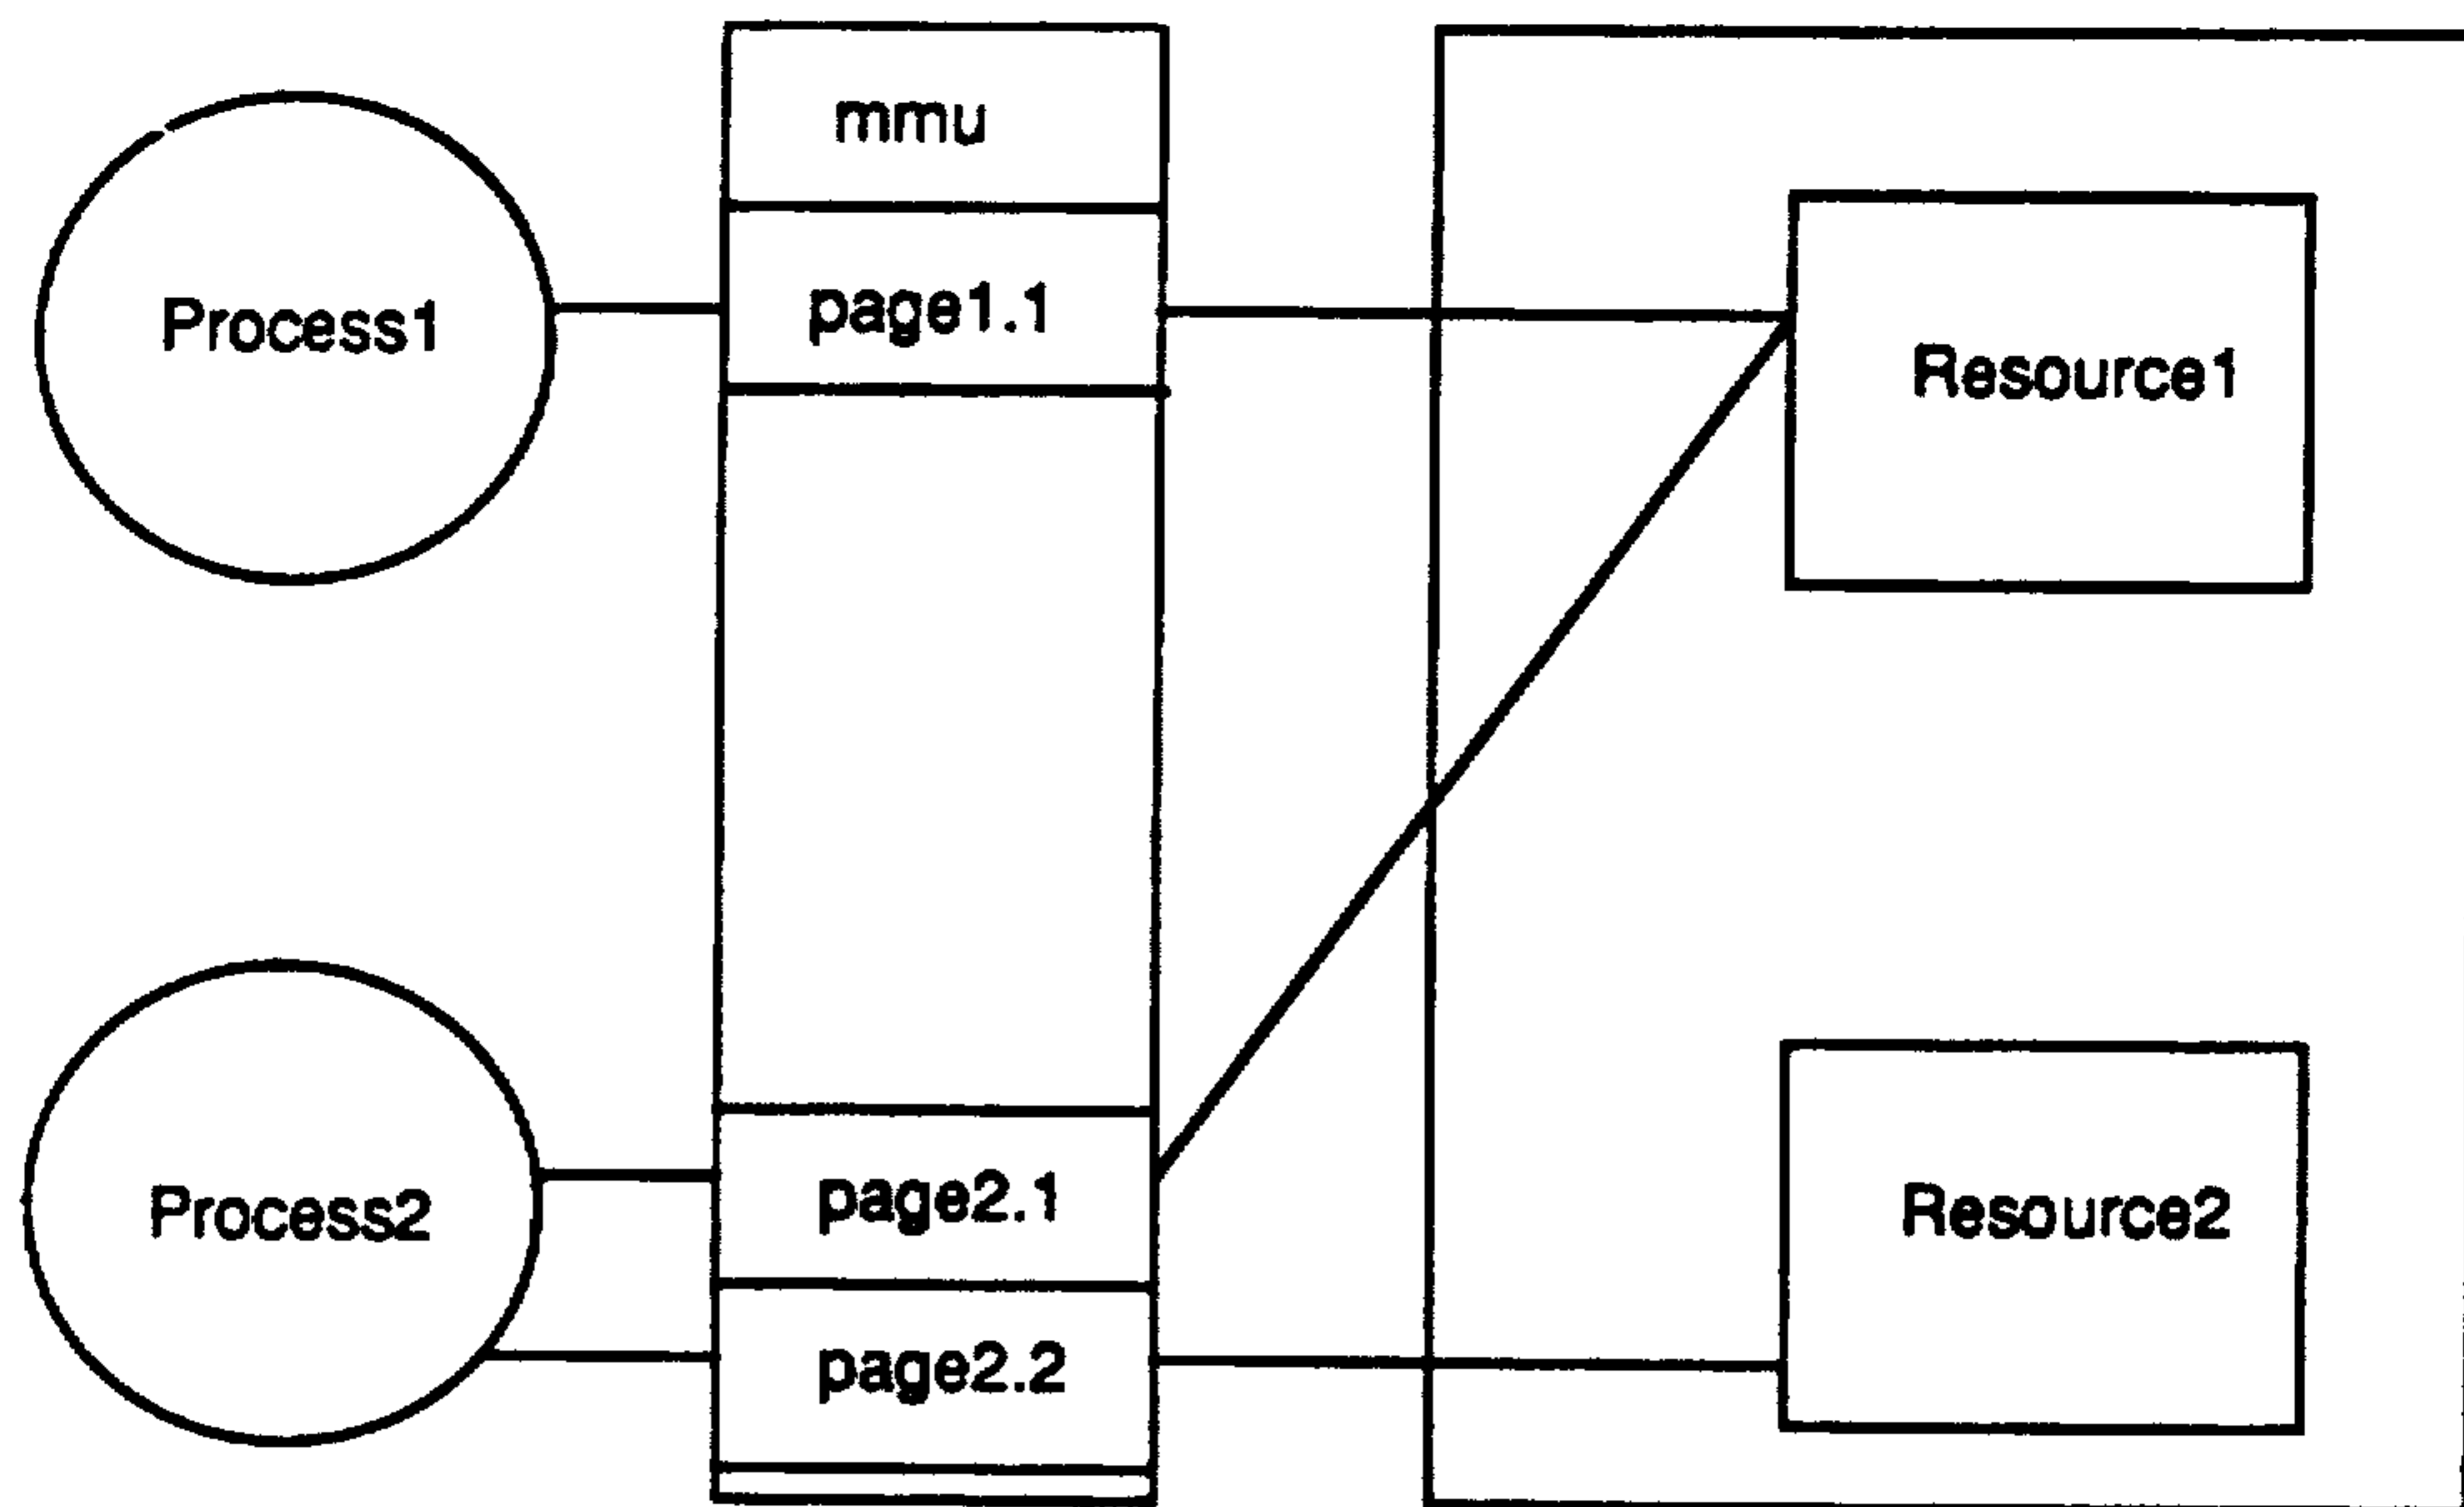 mmu
Process1
page1.1
Resource1
Process2
page2.1
Resource2
page2.2